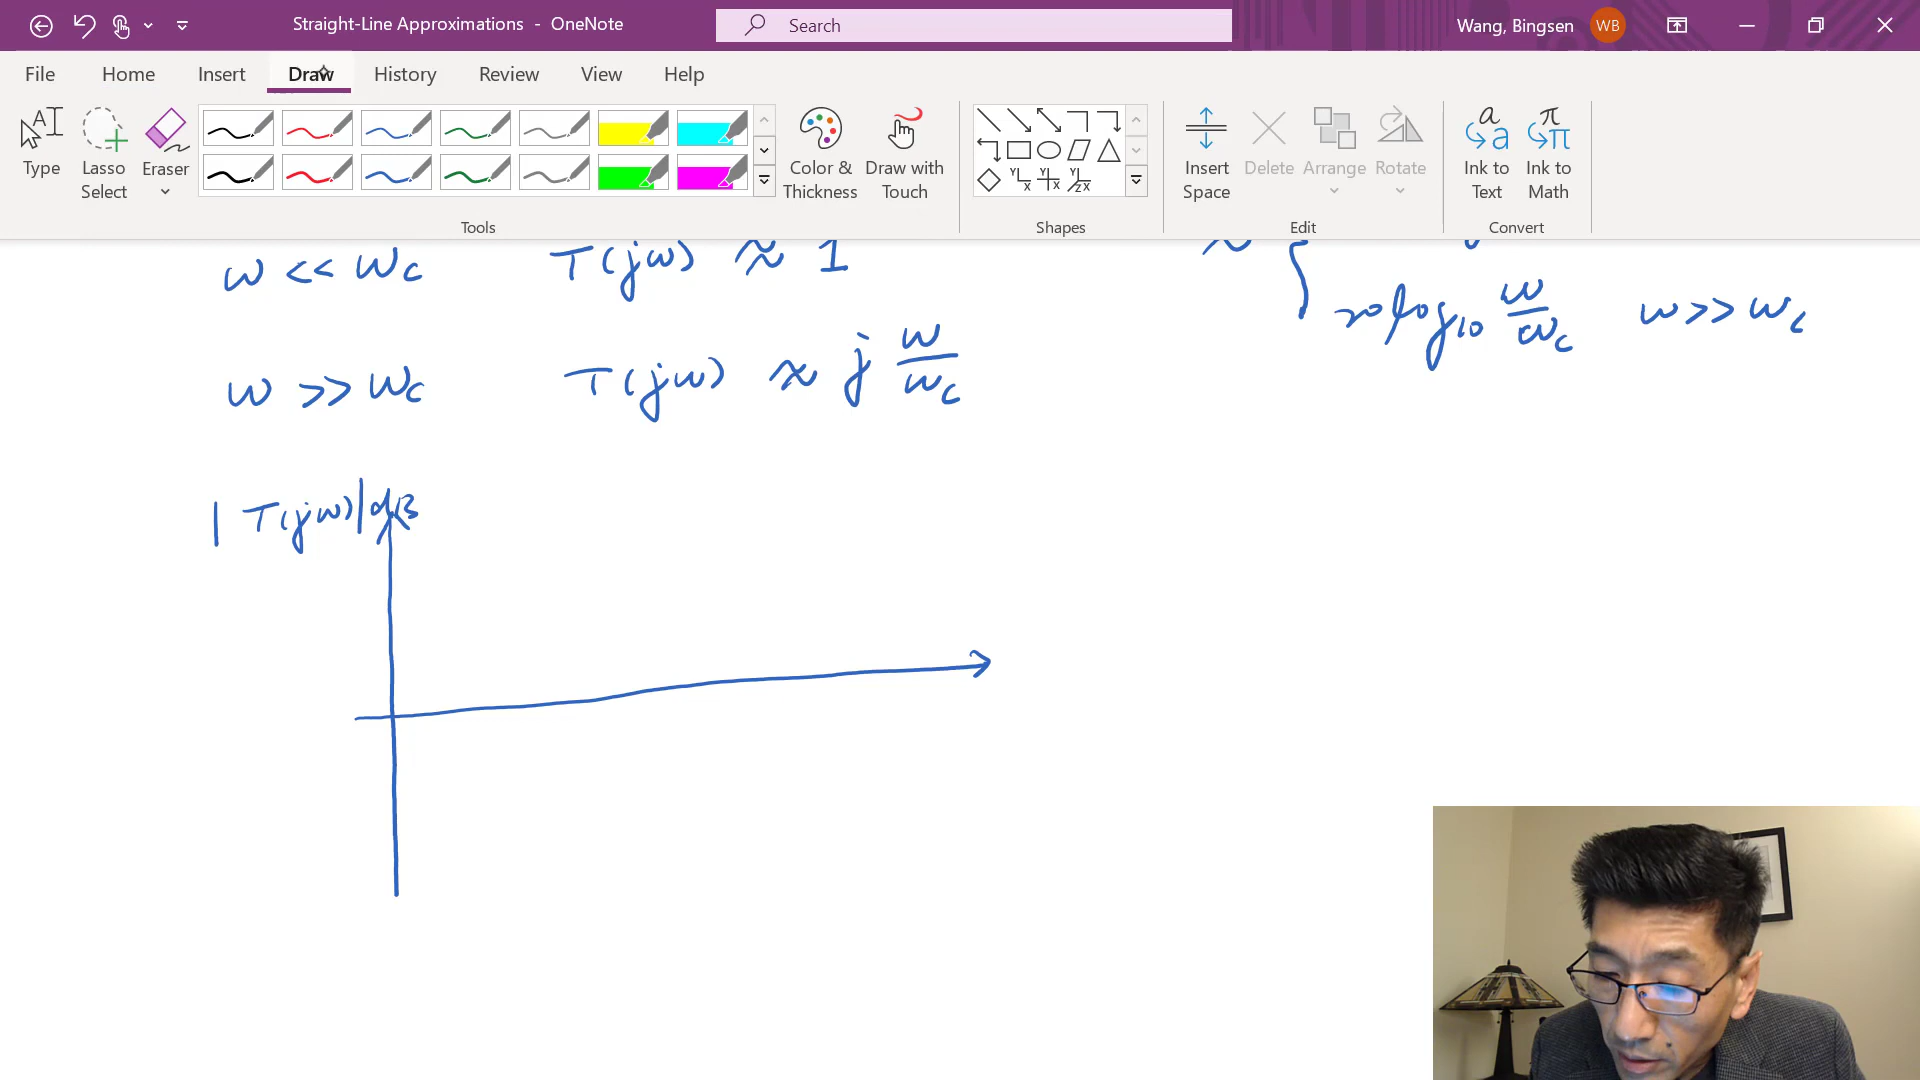 Straight-Line Approximations - OneNote
Search
Wang, Bingsen
WB
File Home Insert Draw History Review View Help
Type
Lasso Select
Eraser
Color & Thickness
Draw with Touch
Insert Space
Delete
Arrange
Rotate
Ink to Text
Ink to Math
Tools
Shapes
Edit
Convert
ω << ωc T(jω) ≈ 1
≈ {
20log10 ω/ωc ω >> ωc
ω >> ωc T(jω) ≈ j ω/ωc
|T(jω)|dB